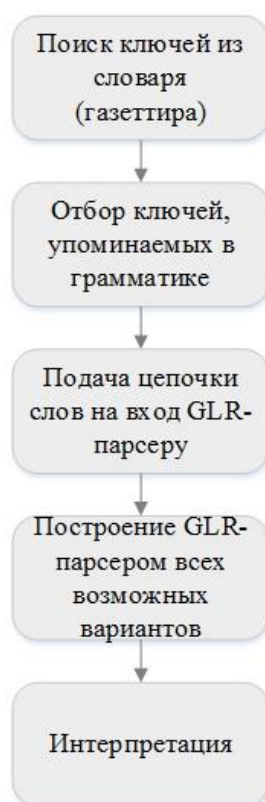 Поиск ключей из
словаря
(газеттира)
Отбор ключей,
упоминаемых в
грамматике
Подача цепочки
слов на вход GLR-
парсеру
Построение GLR-
парсером всех
возможных
вариантов
Интерпретация